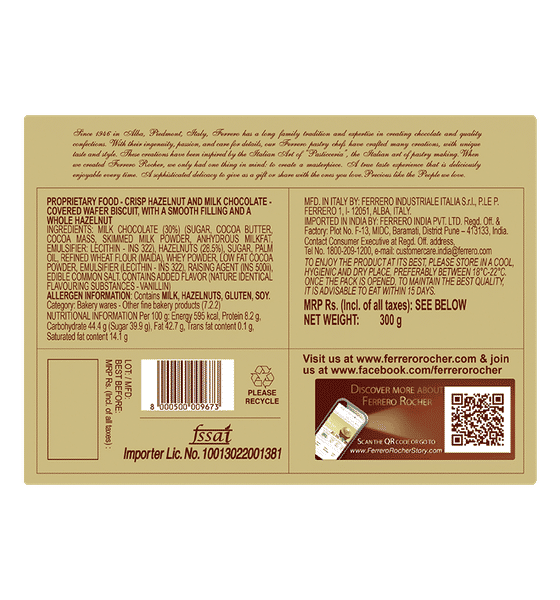 Since 1946 in Alba, Piedmont, Italy, Ferrero has a long family tradition and expertise in creating chocolate and quality
confections. With their ingenuity, passion, and care for details, our Ferrero pastry chefs have crafted many creations, with unique
taste and style. These creations have been inspired by the Italian Art of "Pasticceria", the Italian art of pastry making. When
we created Ferrero Rocher, we only had one thing in mind: to create a masterpiece. A true taste experience that is deliciously
enjoyable every time. A sophisticated delicacy to give as a gift or share with the ones you love. Precious like the People we love.
PROPRIETARY FOOD - CRISP HAZELNUT AND MILK CHOCOLATE -
COVERED WAFER BISCUIT, WITH A SMOOTH FILLING AND A
WHOLE HAZELNUT
INGREDIENTS: MILK CHOCOLATE (30%) (SUGAR, COCOA BUTTER,
COCOA MASS, SKIMMED MILK POWDER, ANHYDROUS MILKFAT,
EMULSIFIER: LECITHIN - INS 322), HAZELNUTS (28.5%), SUGAR, PALM
OIL, REFINED WHEAT FLOUR (MAIDA), WHEY POWDER, LOW FAT COCOA
POWDER, EMULSIFIER (LECITHIN - INS 322), RAISING AGENT (INS 500ii),
EDIBLE COMMON SALT. CONTAINS ADDED FLAVOR (NATURE IDENTICAL
FLAVOURING SUBSTANCES - VANILLIN)
ALLERGEN INFORMATION: Contains MILK, HAZELNUTS, GLUTEN, SOY.
Category: Bakery wares - Other fine bakery products (7.2.2)
NUTRITIONAL INFORMATION Per 100 g: Energy 595 kcal, Protein 8.2 g,
Carbohydrate 44.4 g (Sugar 39.9 g), Fat 42.7 g, Trans fat content 0.1 g,
Saturated fat content 14.1 g
MFD. IN ITALY BY: FERRERO INDUSTRIALE ITALIA S.r.l., P.LE P.
FERRERO 1, I- 12051, ALBA, ITALY.
IMPORTED IN INDIA BY: FERRERO INDIA PVT. LTD. Regd. Off. &
Factory: Plot No. F-13, MIDC, Baramati, District Pune – 413133, India.
Contact Consumer Executive at Regd. Off. address.
Tel No. 1800-209-1200, e-mail: customercare.india@ferrero.com
TO ENJOY THE PRODUCT AT ITS BEST, PLEASE STORE IN A COOL,
HYGIENIC AND DRY PLACE, PREFERABLY BETWEEN 18°C-22°C.
ONCE THE PACK IS OPENED, TO MAINTAIN THE BEST QUALITY,
IT IS ADVISABLE TO EAT WITHIN 15 DAYS.
MRP Rs. (Incl. of all taxes): SEE BELOW
NET WEIGHT: 300 g
LOT / MFD:
BEST BEFORE:
MRP Rs. (Incl. of all taxes) :
8 000500 009673
PLEASE
RECYCLE
fssai
Importer Lic. No. 10013022001381
Visit us at www.ferrerorocher.com & join
us at www.facebook.com/ferrerorocher
DISCOVER MORE ABOUT
FERRERO ROCHER
SCAN THE QR CODE OR GO TO
WWW.FERREROROCHERSTORY.COM